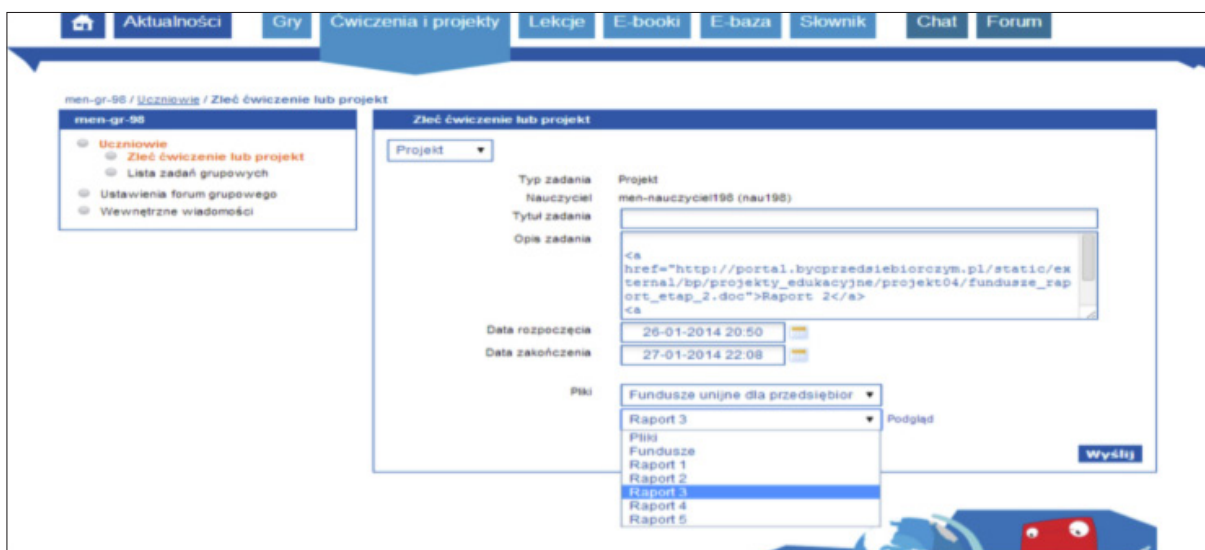 Aktualności Gry Ćwiczenia i projekty Lekcje E-booki E-baza Słownik Chat Forum
men-gr-98 / Uczniowie / Zleć ćwiczenie lub projekt
men-gr-98
Uczniowie
Zleć ćwiczenie lub projekt
Lista zadań grupowych
Ustawienia forum grupowego
Wewnętrzne wiadomości
Zleć ćwiczenie lub projekt
Projekt
Typ zadania Projekt
Nauczyciel men-nauczyciel198 (nau198)
Tytuł zadania
Opis zadania
<a
href="http://portal.bycprzedsiebiorczym.pl/static/ex
ternal/bp/projekty_edukacyjne/projekt04/fundusze_rap
ort_etap_2.doc">Raport 2</a>
<a
Data rozpoczęcia 26-01-2014 20:50
Data zakończenia 27-01-2014 22:08
Pliki Fundusze unijne dla przedsiębior
Raport 3 Podgląd
Pliki
Fundusze
Raport 1
Raport 2
Raport 3
Raport 4
Raport 5
Wyślij